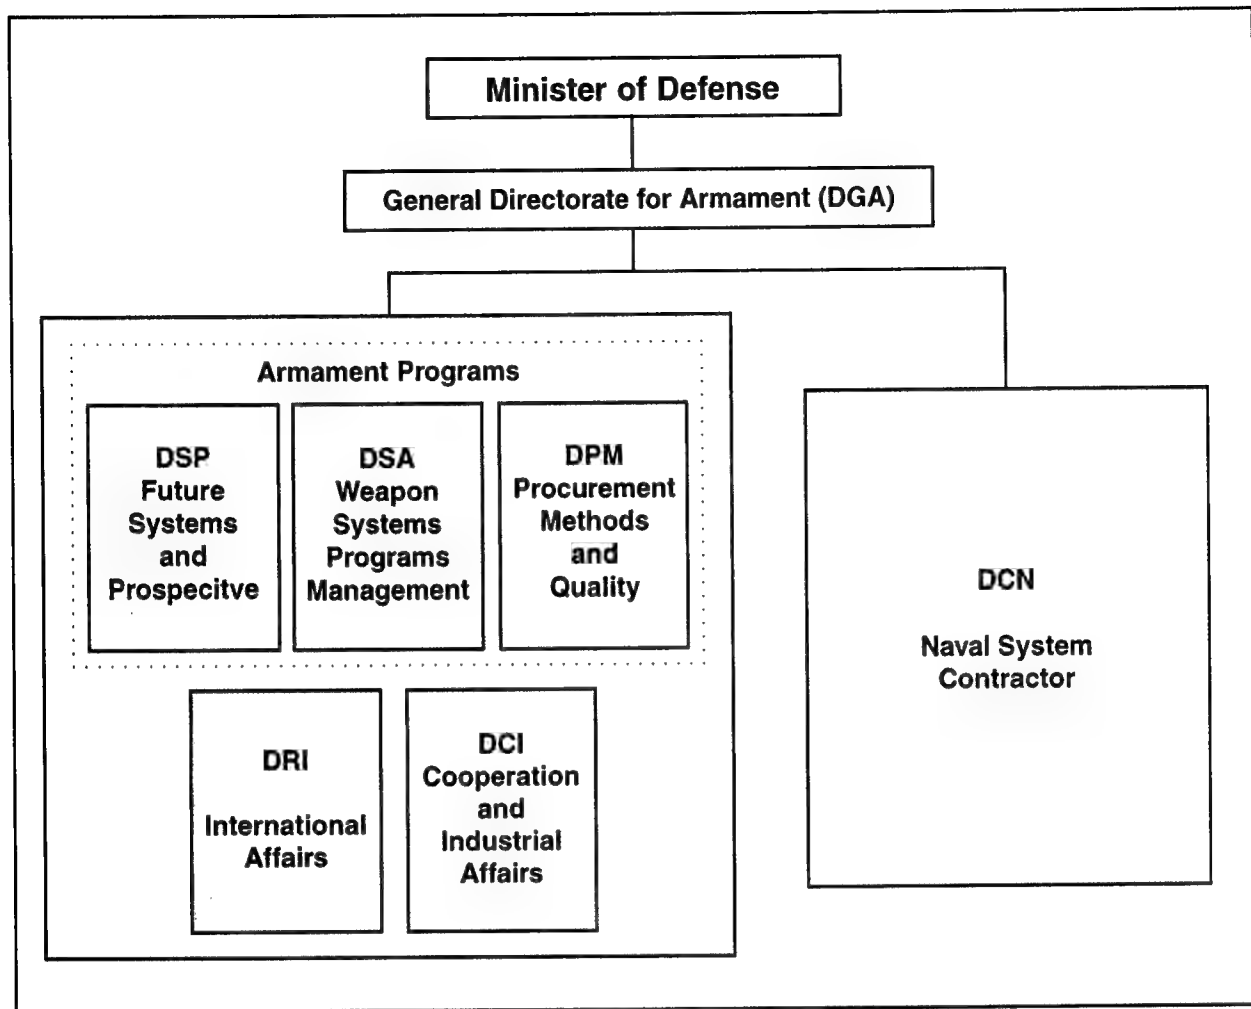 Minister of Defense
General Directorate for Armament (DGA)
Armament Programs
DSP
Future
Systems
and
Prospecitve
DSA
Weapon
Systems
Programs
Management
DPM
Procurement
Methods
and
Quality
DRI
International
Affairs
DCI
Cooperation
and
Industrial
Affairs
DCN
Naval System
Contractor